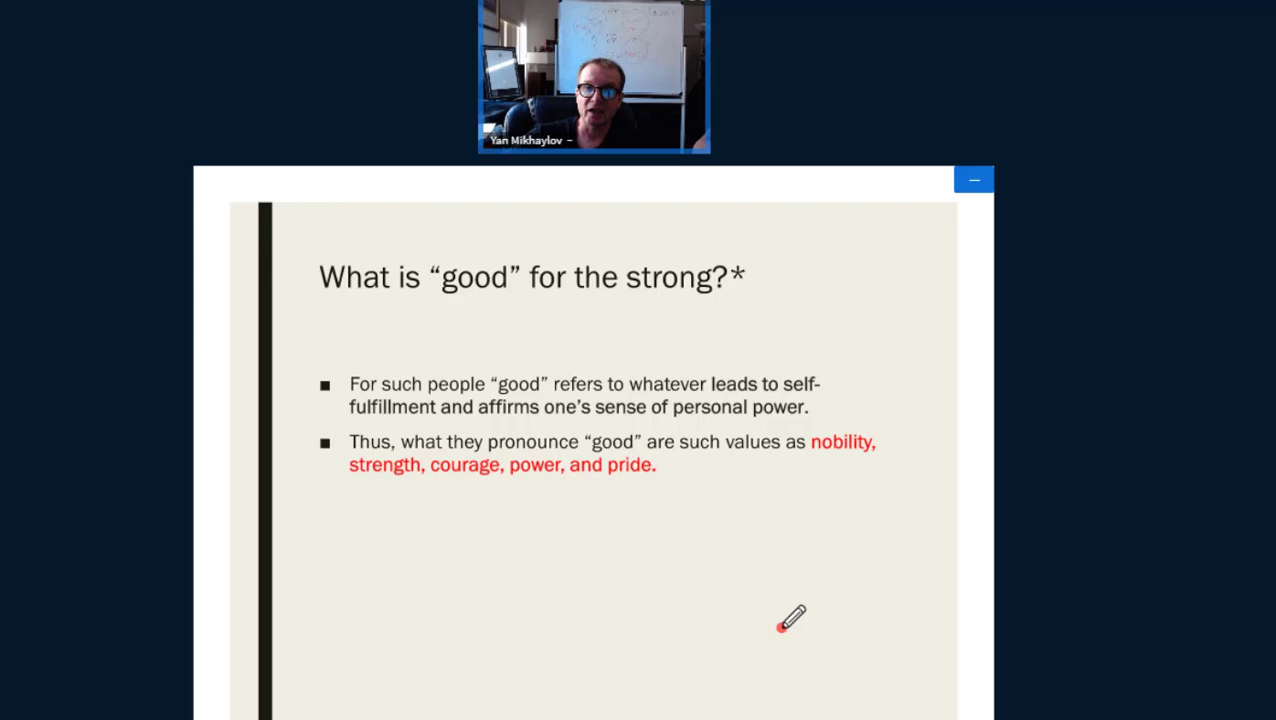 Yan Mikhaylov
What is “good” for the strong?*
■ For such people “good” refers to whatever leads to self-
fulfillment and affirms one’s sense of personal power.
■ Thus, what they pronounce “good” are such values as nobility,
strength, courage, power, and pride.